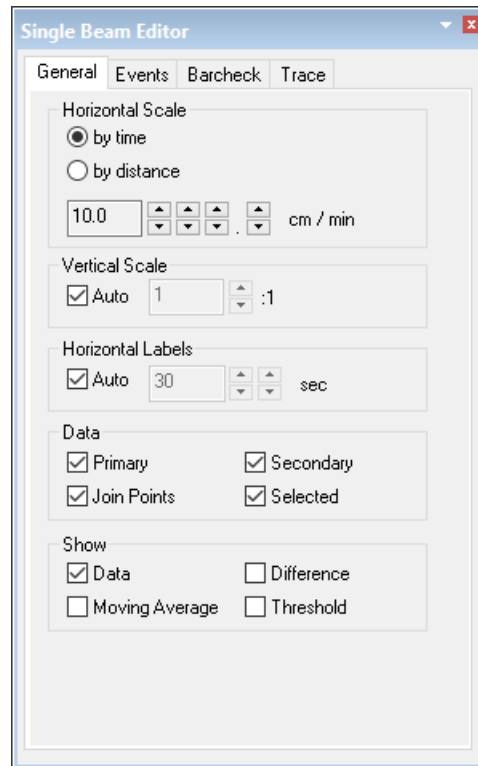 Single Beam Editor
General Events Barcheck Trace
Horizontal Scale
by time
by distance
10.0 . cm / min
Vertical Scale
Auto 1 :1
Horizontal Labels
Auto 30 sec
Data
Primary Secondary
Join Points Selected
Show
Data Difference
Moving Average Threshold